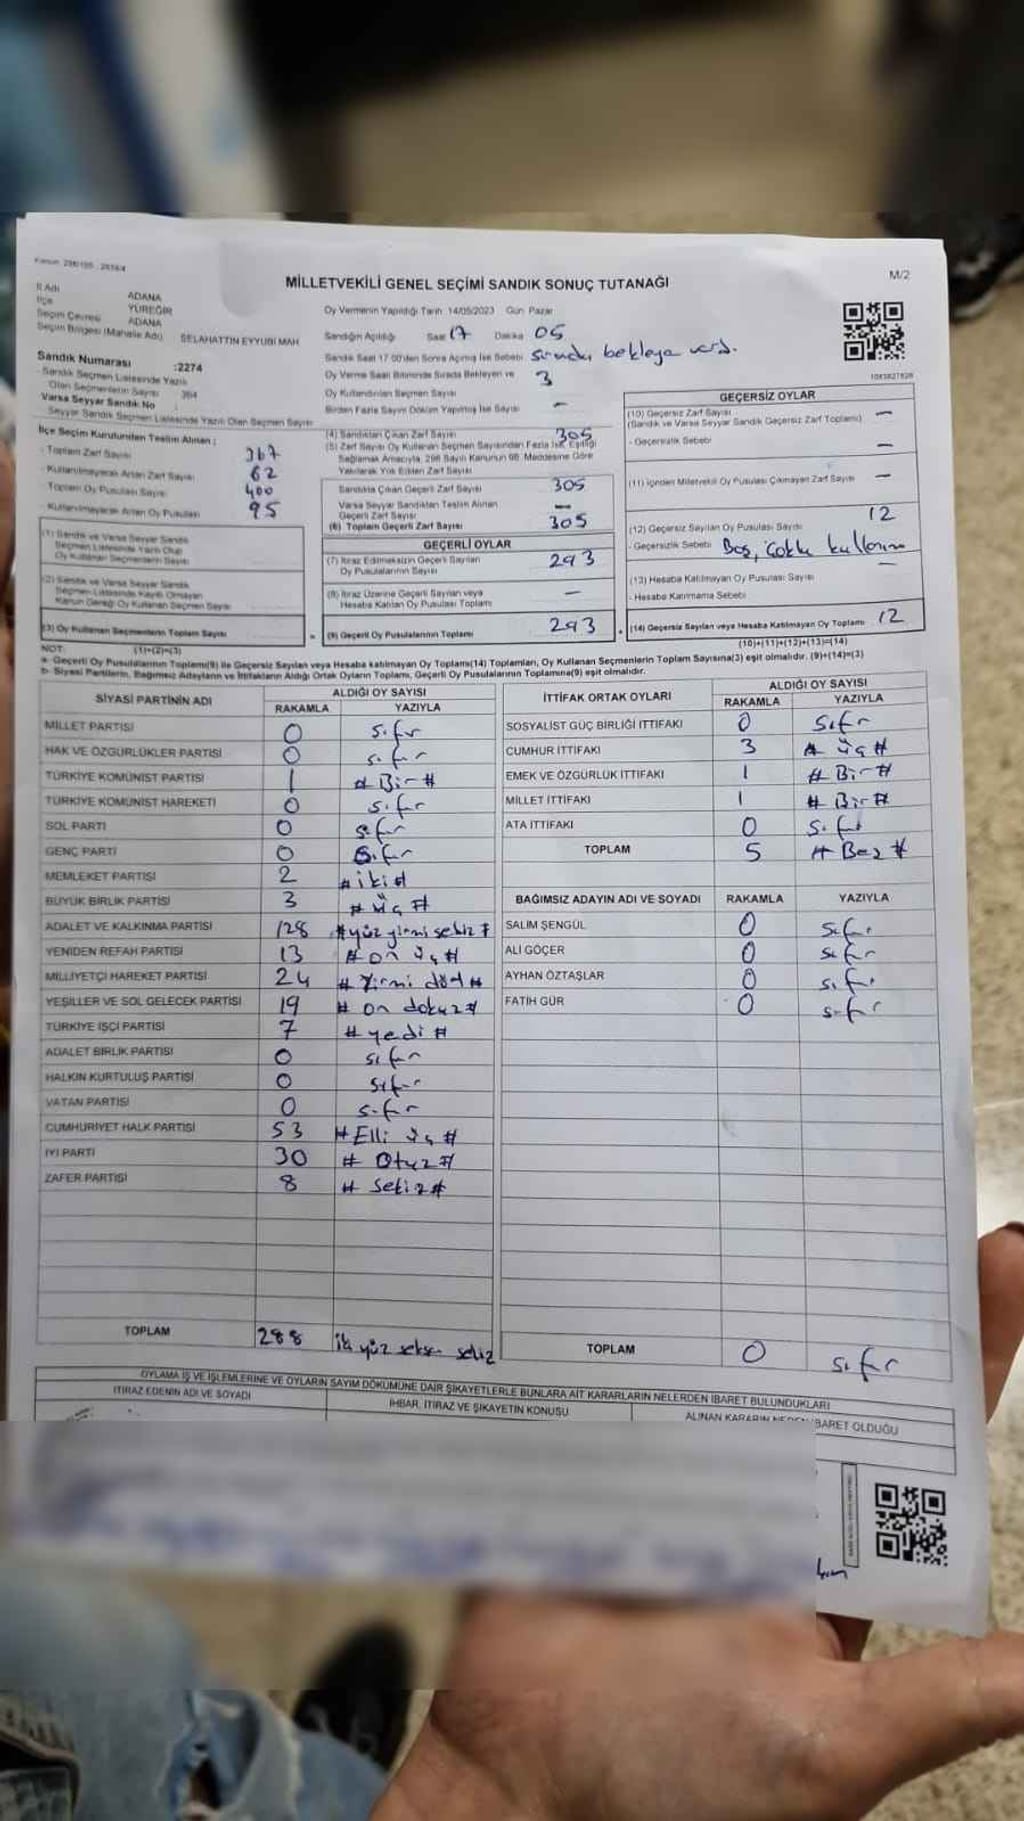 MİLLETVEKİLİ GENEL SEÇİMİ SANDIK SONUÇ TUTANAĞI
M/2
İl Adı ADANA
İlçe YÜREĞİR
Seçim Çevresi ADANA
Seçim Bölgesi (Mahalle Adı) SELAHATTİN EYYUBİ MAH
Sandık Numarası :2274
Sandık Seçmen Listesinde Yazılı
Olan Seçmenlerin Sayısı 364
Varsa Seyyar Sandık No
Seyyar Sandık Seçmen Listesinde Yazılı Olan Seçmen Sayısı
Oy Vermenin Yapıldığı Tarih 14/05/2023 Gün Pazar
Sandığın Açıldığı Saat 17 Dakika 05
Sandık Saat 17.00'den Sonra Açılmış İse Sebebi bekleye
Oy Verme Saati Bitiminde Sırada Bekleyen ve 3
Oy Kullandırılan Seçmen Sayısı
Birden Fazla Sayım Döküm Yapılmış İse Sayısı –
İlçe Seçim Kurulundan Teslim Alınan ;
- Toplam Zarf Sayısı 367
- Kullanılmayarak Artan Zarf Sayısı 62
Toplam Oy Pusulası Sayısı 400
- Kullanılmayarak Artan Oy Pusulası 95
(1) Sandık ve Varsa Seyyar Sandık
Seçmen Listesinde Yazılı Olup
Oy Kullanan Seçmenlerin Sayısı
(2) Sandık ve Varsa Seyyar Sandık
Seçmen Listesinde Kayıtlı Olmayan
Kanun Gereği Oy Kullanan Seçmen Sayısı
(3) Oy Kullanan Seçmenlerin Toplam Sayısı
(1)+(2)=(3)
(4) Sandıktan Çıkan Zarf Sayısı 305
(5) Zarf Sayısı Oy Kullanan Seçmen Sayısından Fazla İse, Eşitliği
Sağlamak Amacıyla, 298 Sayılı Kanunun 98. Maddesine Göre
Yakılarak Yok Edilen Zarf Sayısı
Sandıkta Çıkan Geçerli Zarf Sayısı 305
Varsa Seyyar Sandıktan Teslim Alınan
Geçerli Zarf Sayısı –
(6) Toplam Geçerli Zarf Sayısı 305
GEÇERLİ OYLAR
(7) İtiraz Edilmeksizin Geçerli Sayılan
Oy Pusulalarının Sayısı 293
(8) İtiraz Üzerine Geçerli Sayılan veya
Hesaba Katılan Oy Pusulası Toplamı –
(9) Geçerli Oy Pusulalarının Toplamı 293
1083827826
GEÇERSİZ OYLAR
(10) Geçersiz Zarf Sayısı
(Sandık ve Varsa Seyyar Sandık Geçersiz Zarf Toplamı) –
- Geçersizlik Sebebi –
(11) İçinden Milletvekili Oy Pusulası Çıkmayan Zarf Sayısı –
(12) Geçersiz Sayılan Oy Pusulası Sayısı 12
- Geçersizlik Sebebi Boş, kullanım
(13) Hesaba Katılmayan Oy Pusulası Sayısı –
- Hesaba Katılmama Sebebi
(14) Geçersiz Sayılan veya Hesaba Katılmayan Oy Toplamı 12
(10)+(11)+(12)+(13)=(14)
NOT:
a- Geçerli Oy Pusulalarının Toplamı(9) ile Geçersiz Sayılan veya Hesaba katılmayan Oy Toplamı(14) Toplamları, Oy Kullanan Seçmenlerin Toplam Sayısına(3) eşit olmalıdır. (9)+(14)=(3)
b- Siyasi Partilerin, Bağımsız Adayların ve İttifakların Aldığı Ortak Oyların Toplamı, Geçerli Oy Pusulalarının Toplamına(9) eşit olmalıdır.
SİYASİ PARTİNİN ADI ALDIĞI OY SAYISI
RAKAMLA YAZIYLA
MİLLET PARTİSİ 0 sıfır
HAK VE ÖZGÜRLÜKLER PARTİSİ 0 sıfır
TÜRKİYE KOMÜNİST PARTİSİ 1 # Bir #
TÜRKİYE KOMÜNİST HAREKETİ 0 sıfır
SOL PARTİ 0 sıfır
GENÇ PARTİ 0 sıfır
MEMLEKET PARTİSİ 2 # iki #
BÜYÜK BİRLİK PARTİSİ 3 # üç #
ADALET VE KALKINMA PARTİSİ 128 # yüz yirmi sekiz #
YENİDEN REFAH PARTİSİ 13 # on üç #
MİLLİYETÇİ HAREKET PARTİSİ 24 # Yirmi dört #
YEŞİLLER VE SOL GELECEK PARTİSİ 19 # on dokuz #
TÜRKİYE İŞÇİ PARTİSİ 7 # yedi #
ADALET BİRLİK PARTİSİ 0 sıfır
HALKIN KURTULUŞ PARTİSİ 0 sıfır
VATAN PARTİSİ 0 sıfır
CUMHURİYET HALK PARTİSİ 53 # Elli üç #
İYİ PARTİ 30 # Otuz #
ZAFER PARTİSİ 8 # Sekiz #
TOPLAM 288 iki yüz seksen sekiz
İTTİFAK ORTAK OYLARI ALDIĞI OY SAYISI
RAKAMLA YAZIYLA
SOSYALİST GÜÇ BİRLİĞİ İTTİFAKI 0 sıfır
CUMHUR İTTİFAKI 3 # üç #
EMEK VE ÖZGÜRLÜK İTTİFAKI 1 # Bir #
MİLLET İTTİFAKI 1 # Bir #
ATA İTTİFAKI 0 sıfır
TOPLAM 5 # Beş #
BAĞIMSIZ ADAYIN ADI VE SOYADI RAKAMLA YAZIYLA
SALİM ŞENGÜL 0 sıfır
ALİ GÖÇER 0 sıfır
AYHAN ÖZTAŞLAR 0 sıfır
FATİH GÜR 0 sıfır
TOPLAM 0 sıfır
OYLAMA İŞ VE İŞLEMLERİNE VE OYLARIN SAYIM DÖKÜMÜNE DAİR ŞİKAYETLERLE BUNLARA AİT KARARLARIN NELERDEN İBARET BULUNDUKLARI
İTİRAZ EDENİN ADI VE SOYADI İHBAR, İTİRAZ VE ŞİKAYETİN KONUSU ALINAN KARARIN NEDEN İBARET OLDUĞU